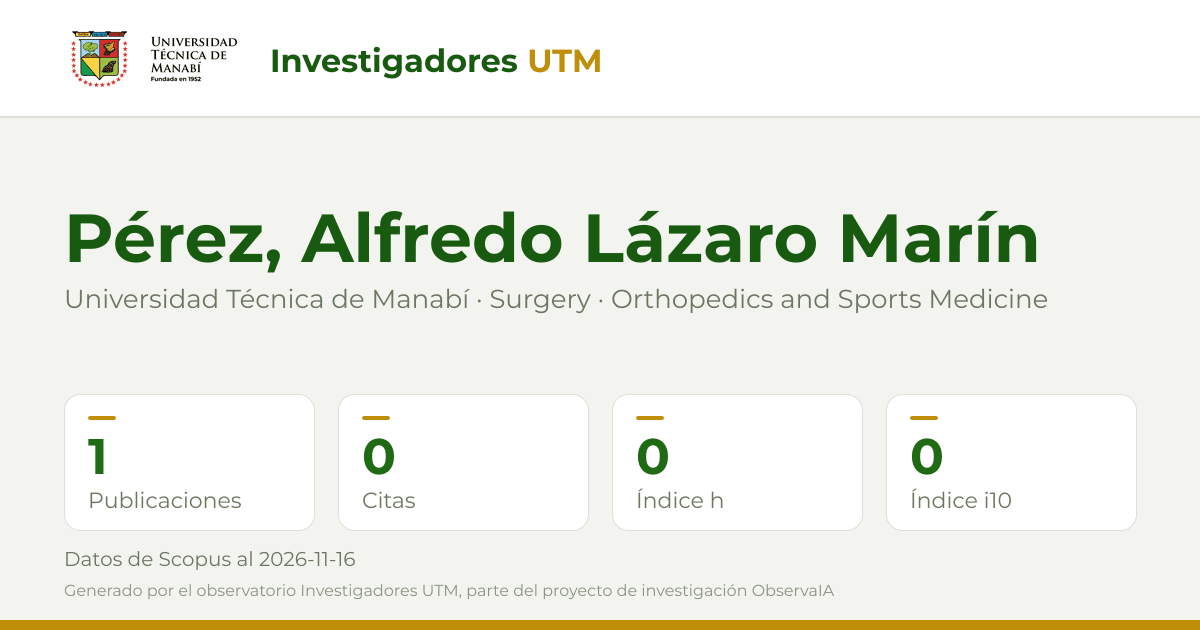 UNIVERSIDAD
TÉCNICA DE
MANABÍ
Fundada en 1952
Investigadores UTM
Pérez, Alfredo Lázaro Marín
Universidad Técnica de Manabí · Surgery · Orthopedics and Sports Medicine
1
Publicaciones
0
Citas
0
Índice h
0
Índice i10
Datos de Scopus al 2026-11-16
Generado por el observatorio Investigadores UTM, parte del proyecto de investigación ObservaIA